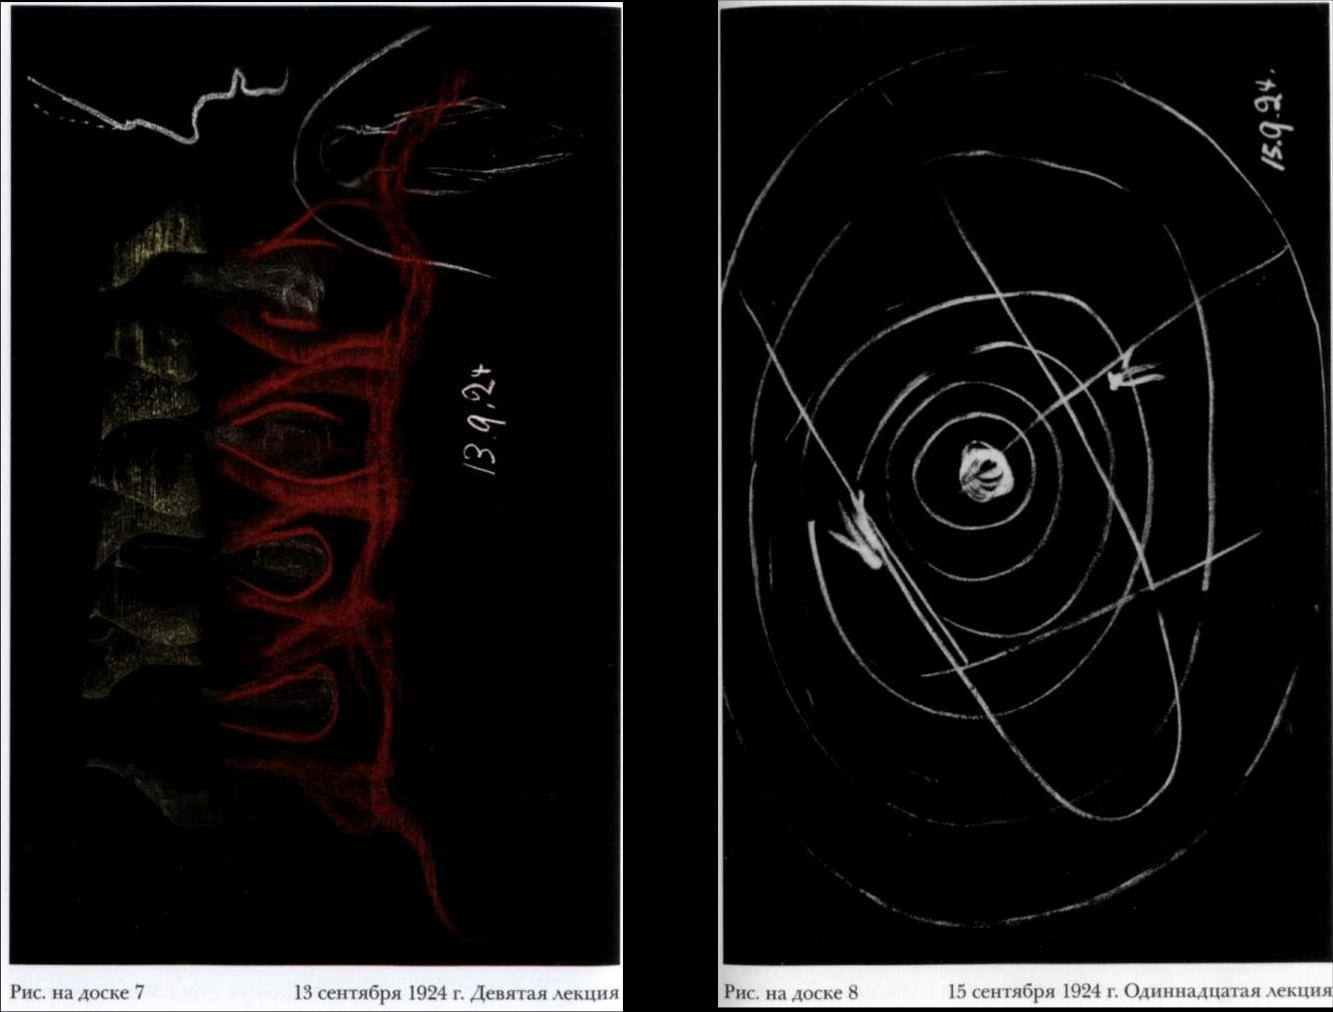 13.9.24
15.9.24.
Рис. на доске 7
13 сентября 1924 г. Девятая лекция
Рис. на доске 8
15 сентября 1924 г. Одиннадцатая лекция